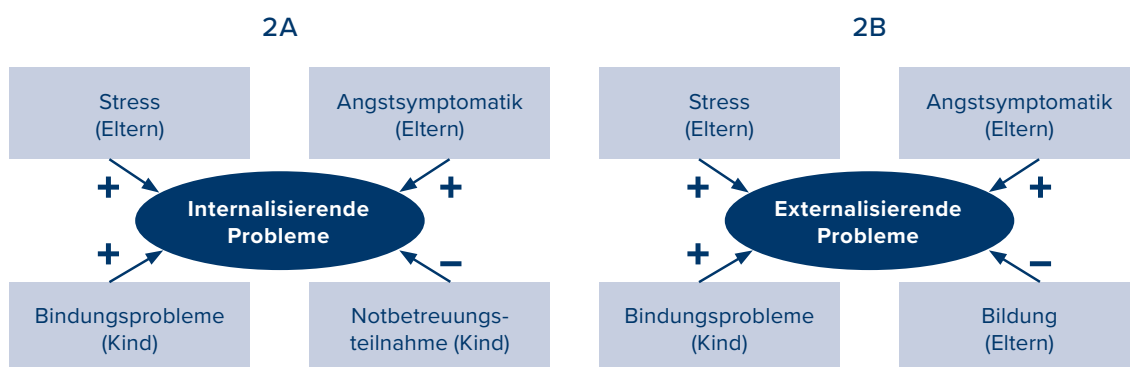 2A
Stress
(Eltern)
Angstsymptomatik
(Eltern)
+
+
Internalisierende
Probleme
+
−
Bindungsprobleme
(Kind)
Notbetreuungs-
teilnahme (Kind)
2B
Stress
(Eltern)
Angstsymptomatik
(Eltern)
+
+
Externalisierende
Probleme
+
−
Bindungsprobleme
(Kind)
Bildung
(Eltern)